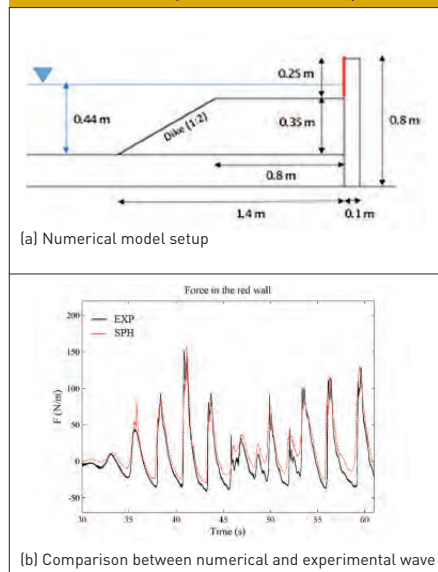 0.25 m
0.44 m
Dike (1:2)
0.35 m
0.8 m
0.8 m
1.4 m
0.1 m
(a) Numerical model setup
Force in the red wall
EXP
SPH
F (N/m)
200
150
100
50
0
-50
30
35
40
45
50
55
60
Time (s)
(b) Comparison between numerical and experimental wave